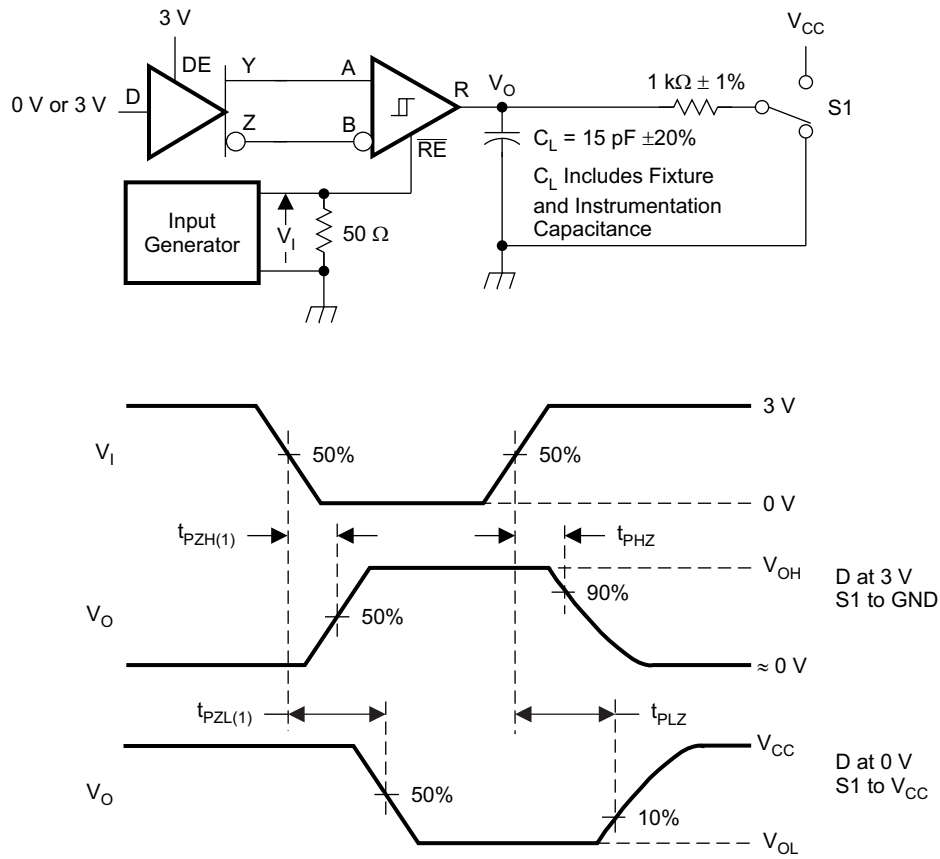 3 V
DE
Y
A
V_O
V_CC
D
R
1 kΩ ± 1%
0 V or 3 V
S1
Z
B
R̅E̅
C_L = 15 pF ±20%
C_L Includes Fixture
and Instrumentation
Capacitance
Input
Generator
V_I
50 Ω
V_I
50%
50%
3 V
0 V
t_PZH(1)
t_PHZ
V_O
50%
90%
V_OH
≈ 0 V
D at 3 V
S1 to GND
t_PZL(1)
t_PLZ
V_O
50%
10%
V_CC
V_OL
D at 0 V
S1 to V_CC